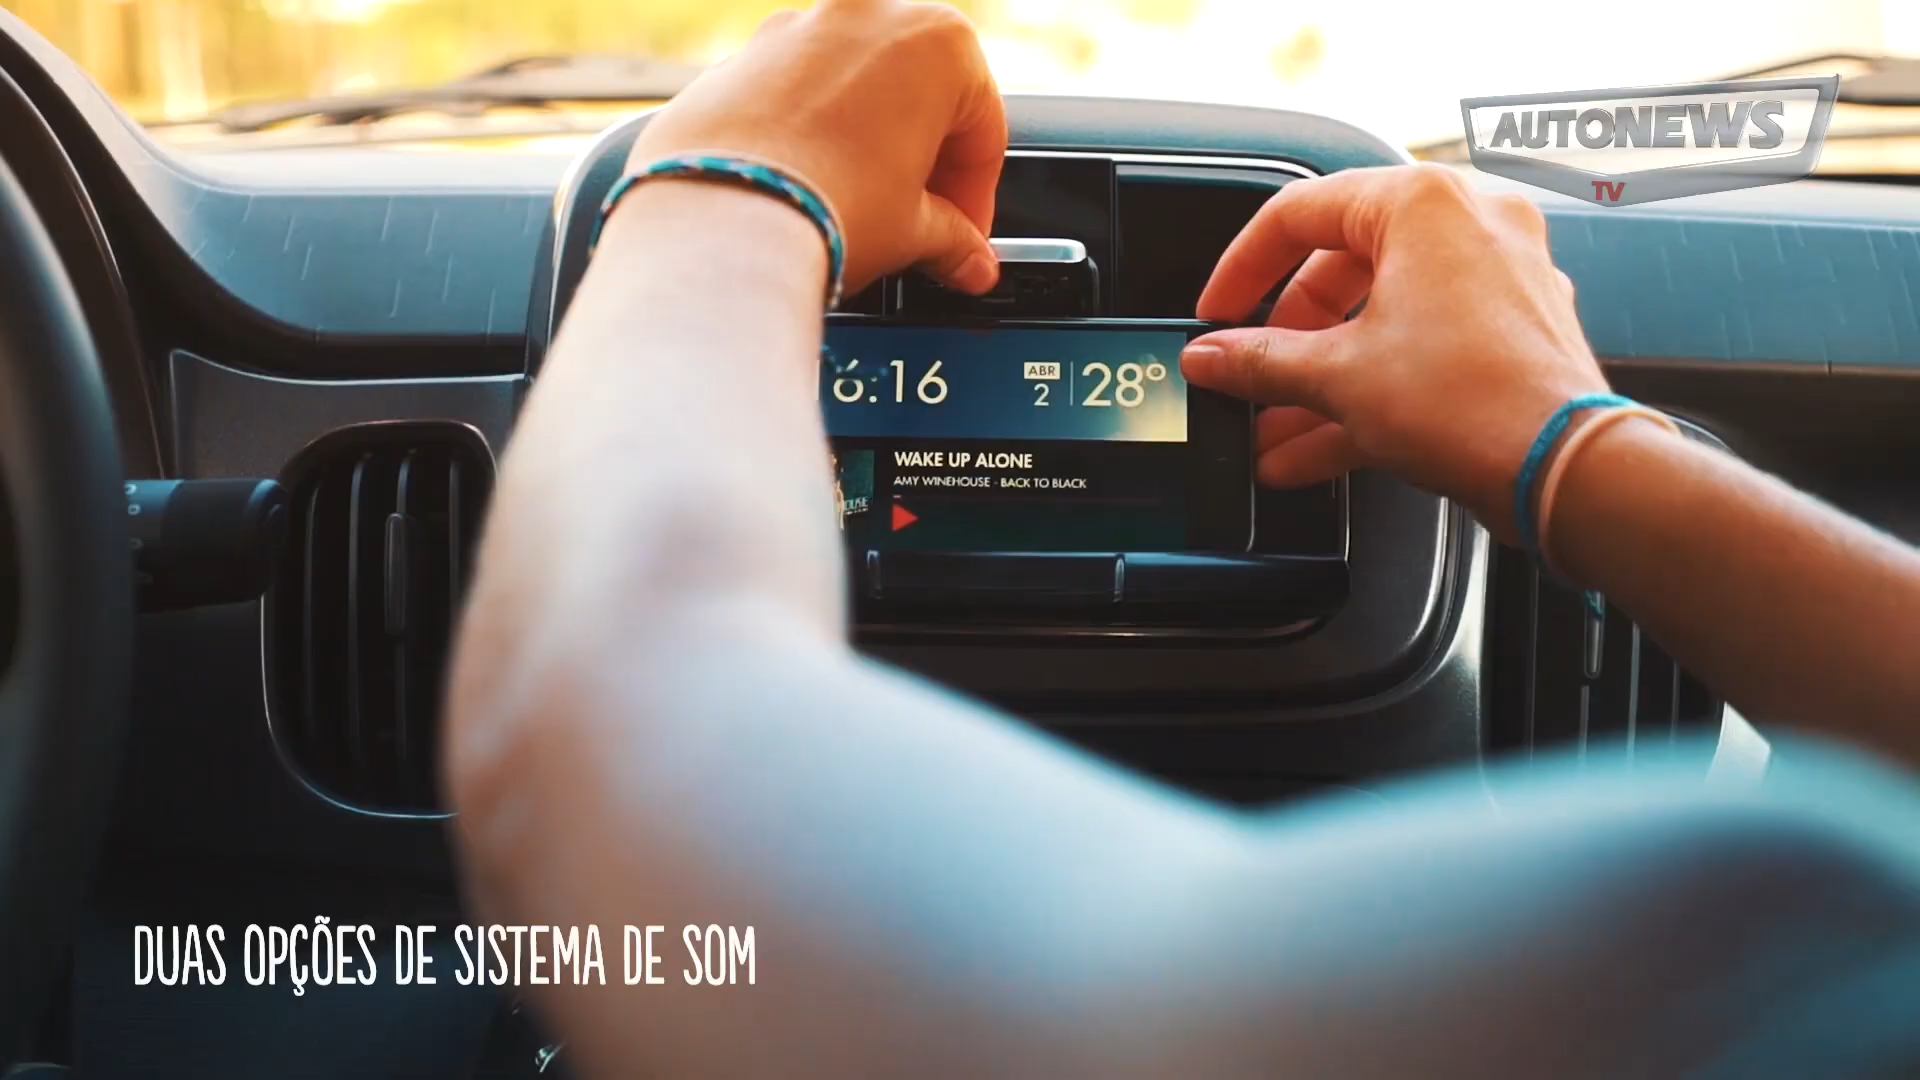 AUTONEWS
TV
6:16
ABR
2
28°
WAKE UP ALONE
AMY WINEHOUSE - BACK TO BLACK
DUAS OPÇÕES DE SISTEMA DE SOM